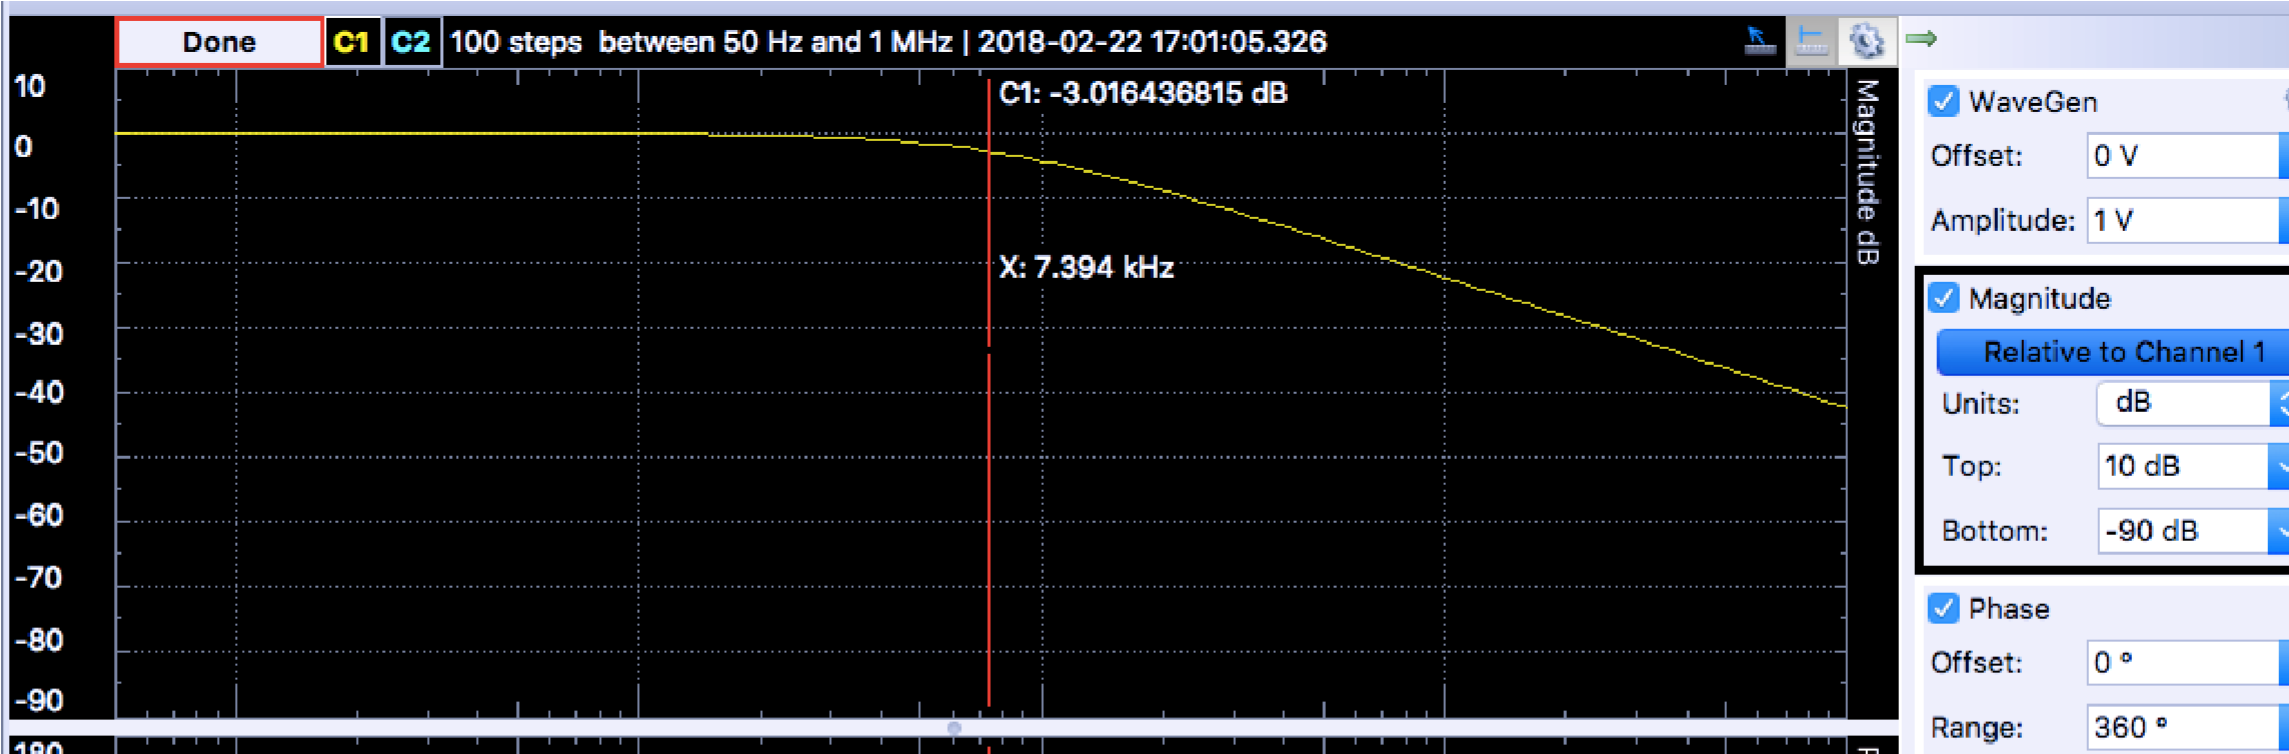 Done C1 C2 100 steps between 50 Hz and 1 MHz | 2018-02-22 17:01:05.326
10
0
-10
-20
-30
-40
-50
-60
-70
-80
-90
180
C1: -3.016436815 dB
X: 7.394 kHz
Magnitude dB
WaveGen
Offset: 0 V
Amplitude: 1 V
Magnitude
Relative to Channel 1
Units: dB
Top: 10 dB
Bottom: -90 dB
Phase
Offset: 0 °
Range: 360 °